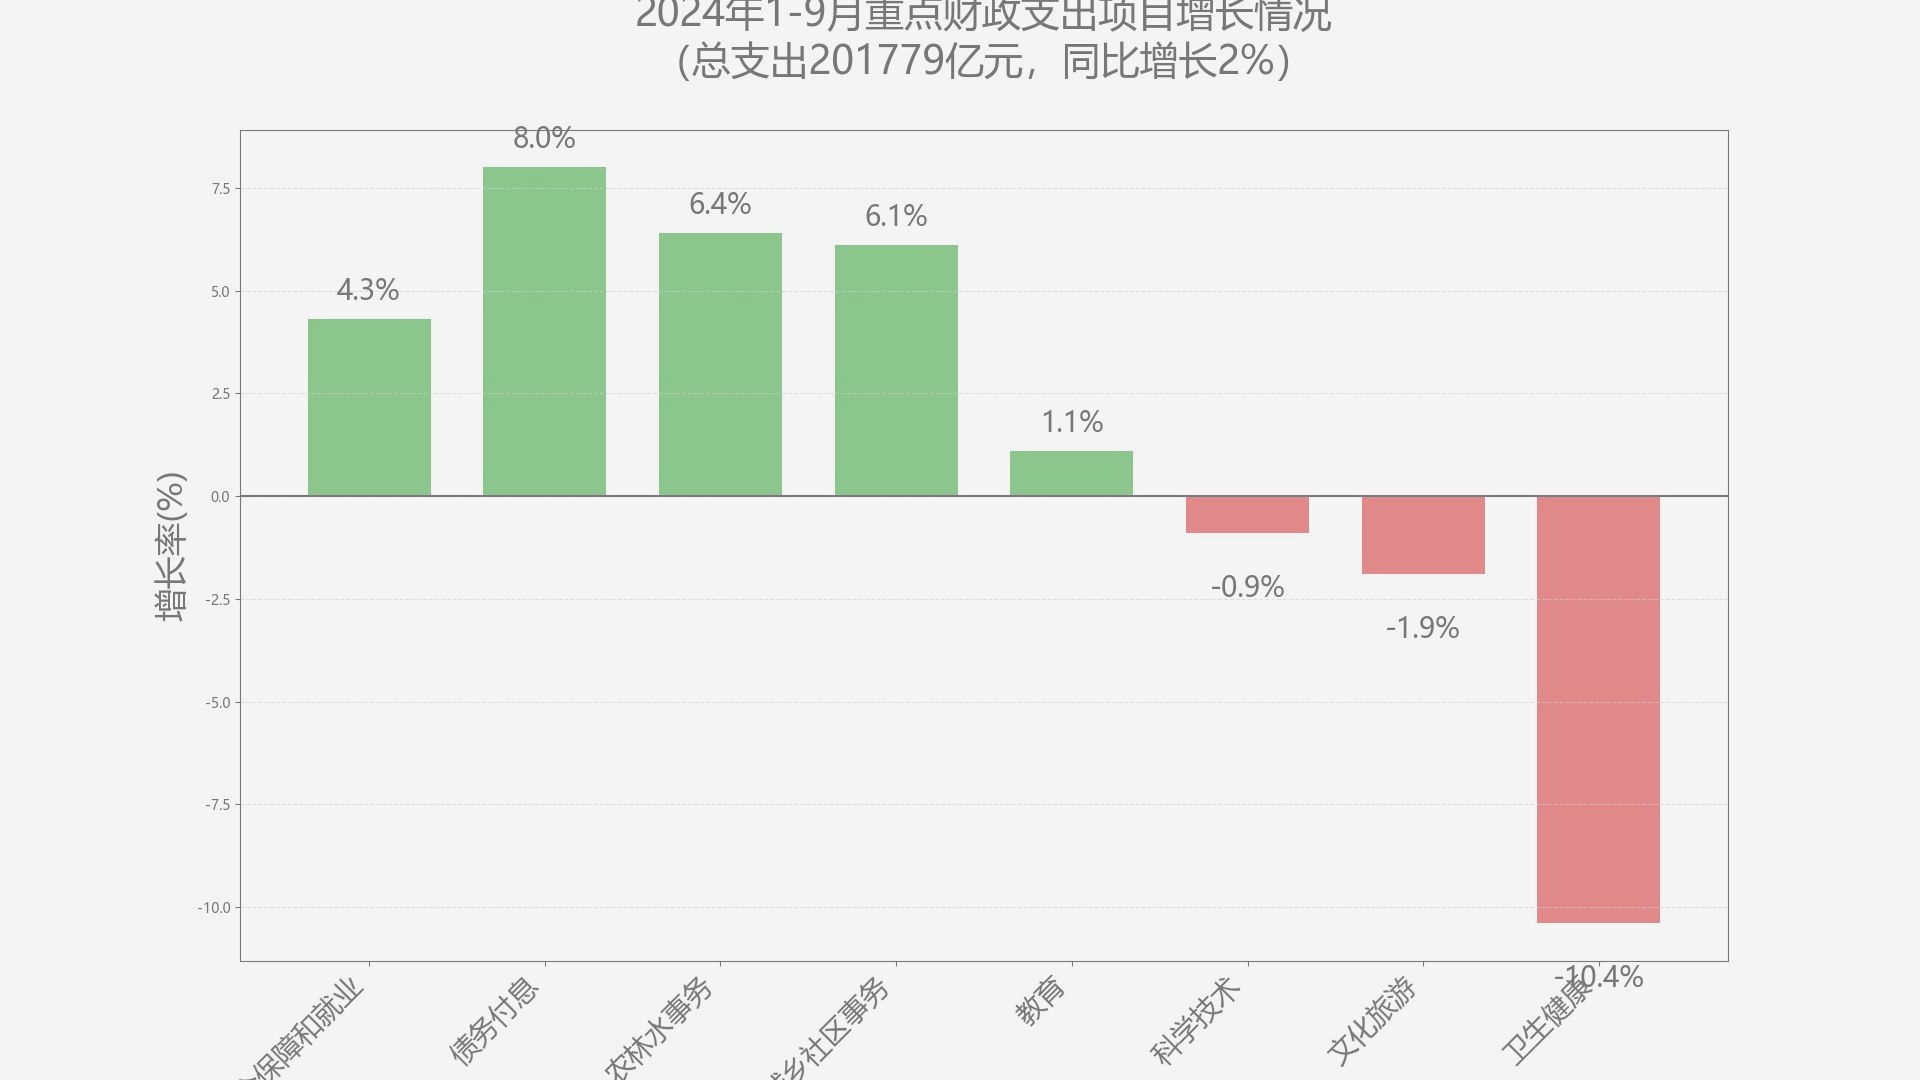 2024年1-9月重点财政支出项目增长情况
(总支出201779亿元，同比增长2%)
8.0%
7.5
6.4%
6.1%
4.3%
5.0
2.5
1.1%
0.0
增长率(%)
-0.9%
-2.5
-1.9%
-5.0
-7.5
-10.0
-10.4%
保障和就业
债务付息
农林水事务
乡社区事务
教育
科学技术
文化旅游
卫生健康